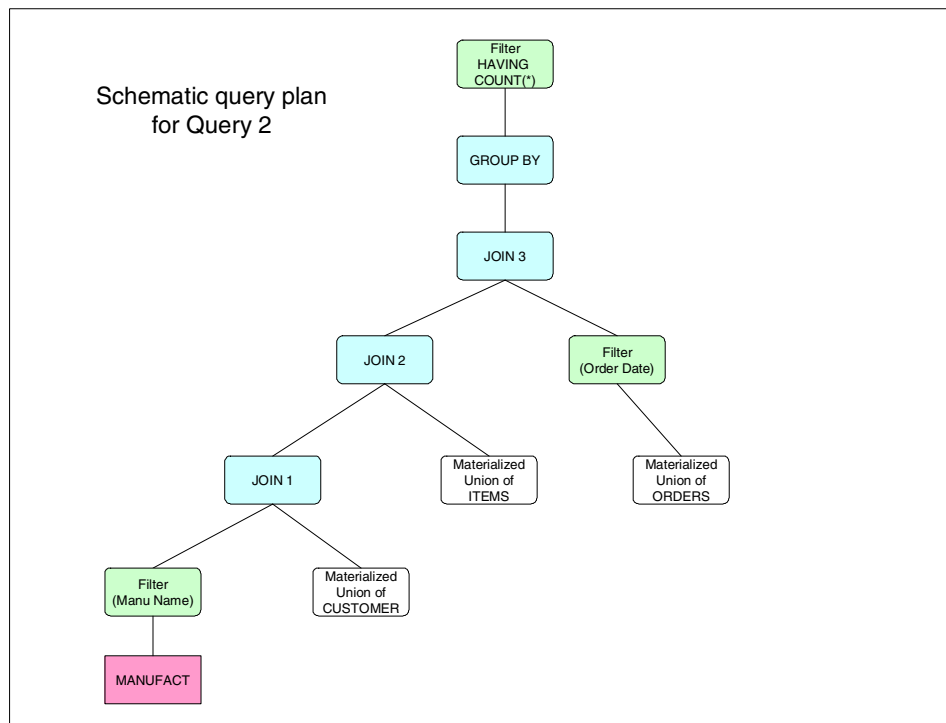 Filter
HAVING
COUNT(*)
Schematic query plan
for Query 2
GROUP BY
JOIN 3
JOIN 2
Filter
(Order Date)
JOIN 1
Materialized
Union of
ITEMS
Materialized
Union of
ORDERS
Filter
(Manu Name)
Materialized
Union of
CUSTOMER
MANUFACT